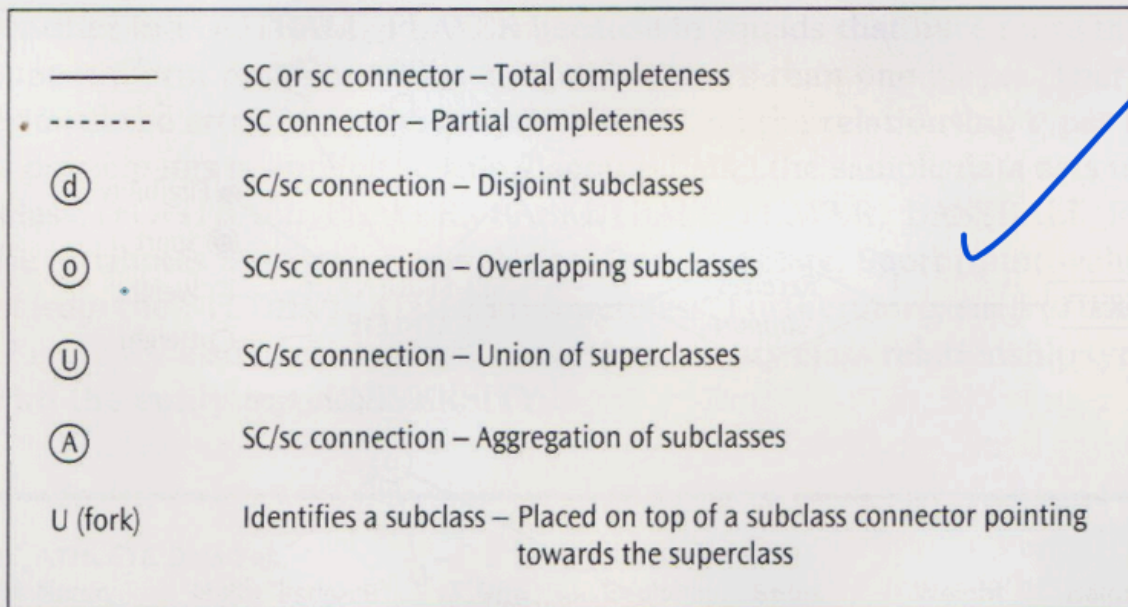 SC or sc connector – Total completeness
SC connector – Partial completeness
d SC/sc connection – Disjoint subclasses
o SC/sc connection – Overlapping subclasses
U SC/sc connection – Union of superclasses
A SC/sc connection – Aggregation of subclasses
U (fork) Identifies a subclass – Placed on top of a subclass connector pointing
towards the superclass